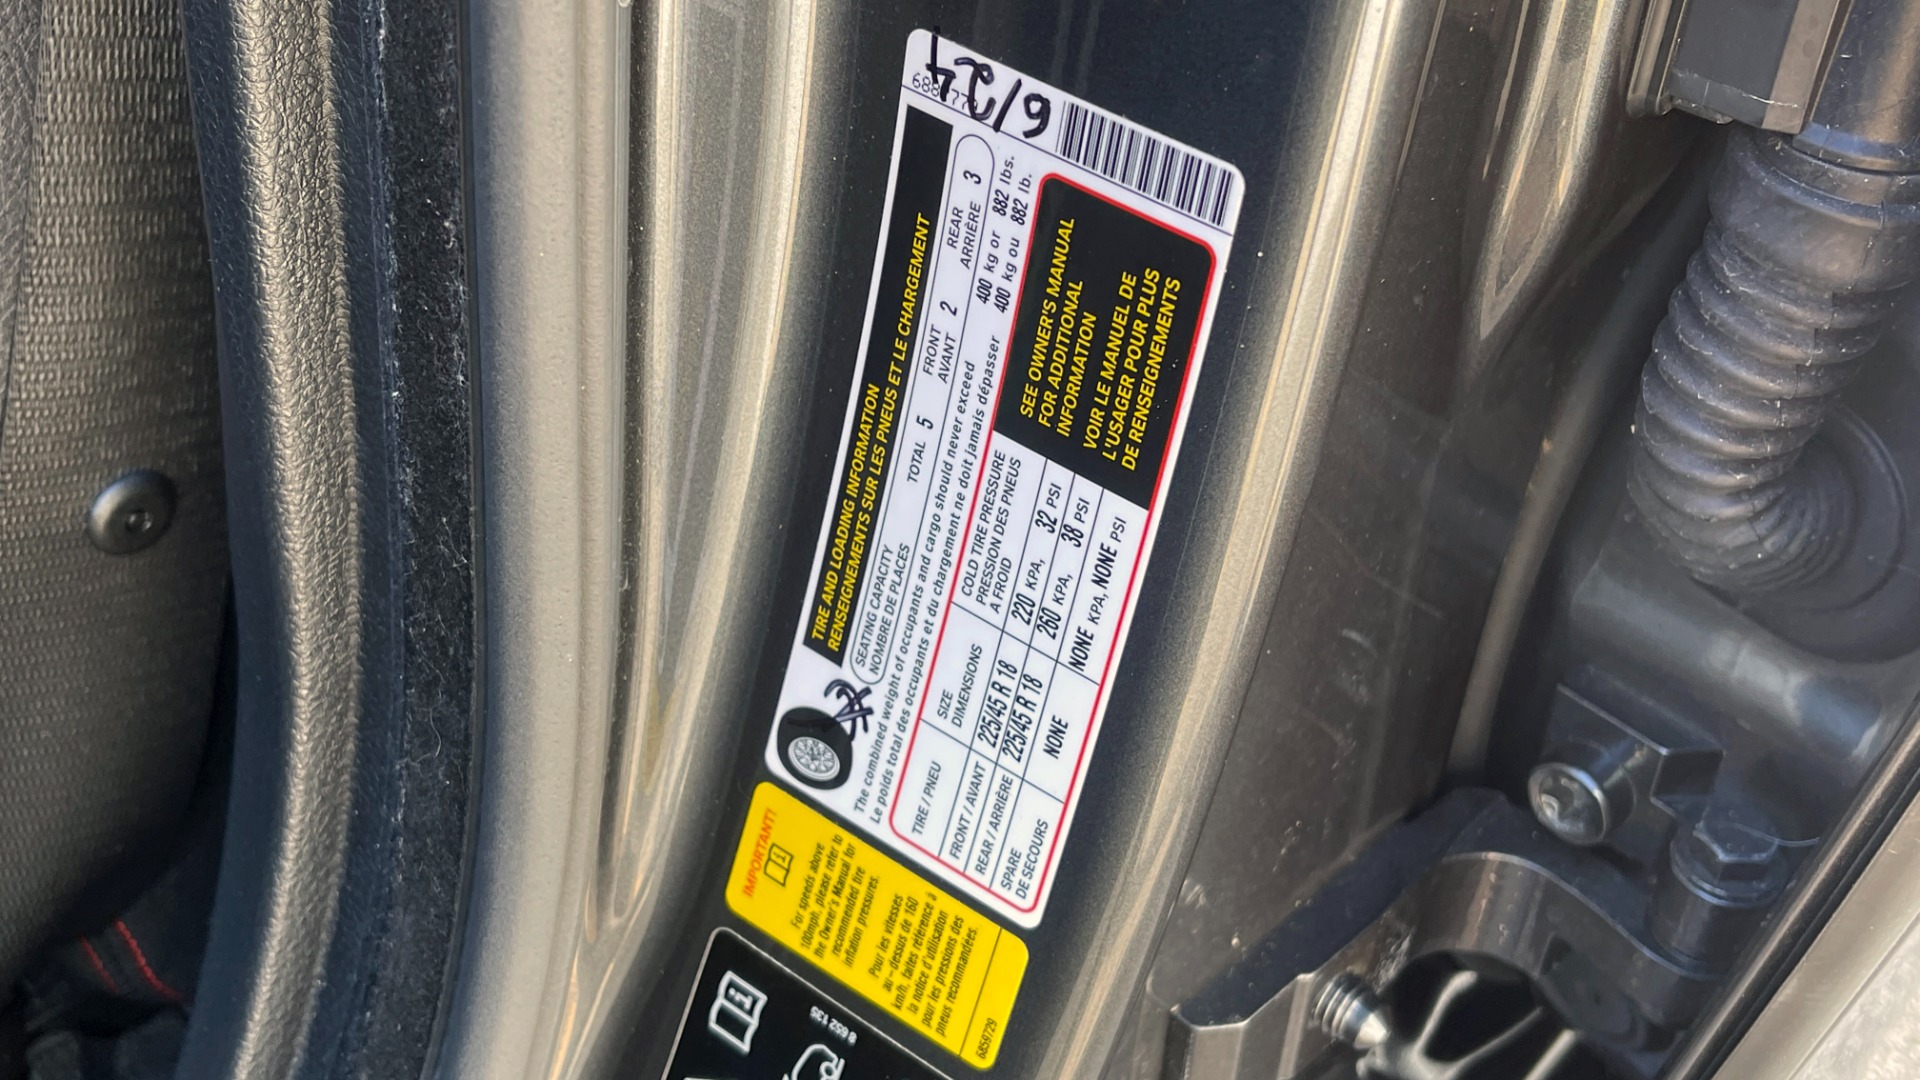 6/24
TIRE AND LOADING INFORMATION
RENSEIGNEMENTS SUR LES PNEUS ET LE CHARGEMENT
SEATING CAPACITY
NOMBRE DE PLACES
TOTAL 5
FRONT
AVANT 2
REAR
ARRIÈRE 3
The combined weight of occupants and cargo should never exceed 400 kg or 882 lbs.
Le poids total des occupants et du chargement ne doit jamais dépasser 400 kg ou 882 lb.
TIRE / PNEU
SIZE
DIMENSIONS
COLD TIRE PRESSURE
PRESSION DES PNEUS
A FROID
FRONT / AVANT 225/45 R 18 220 KPA, 32 PSI
REAR / ARRIÈRE 225/45 R 18 260 KPA, 38 PSI
SPARE
DE SECOURS
NONE NONE KPA, NONE PSI
SEE OWNER'S MANUAL
FOR ADDITIONAL
INFORMATION
VOIR LE MANUEL DE
L'USAGER POUR PLUS
DE RENSEIGNEMENTS
IMPORTANT!
For speeds above
100mph, please refer to
the Owner's Manual for
recommended tire
inflation pressures.
Pour les vitesses
au-dessus de 160
km/h, faites référence à
la notice d'utilisation
pour les pressions des
pneus recommandées.
6859729
8 652 135